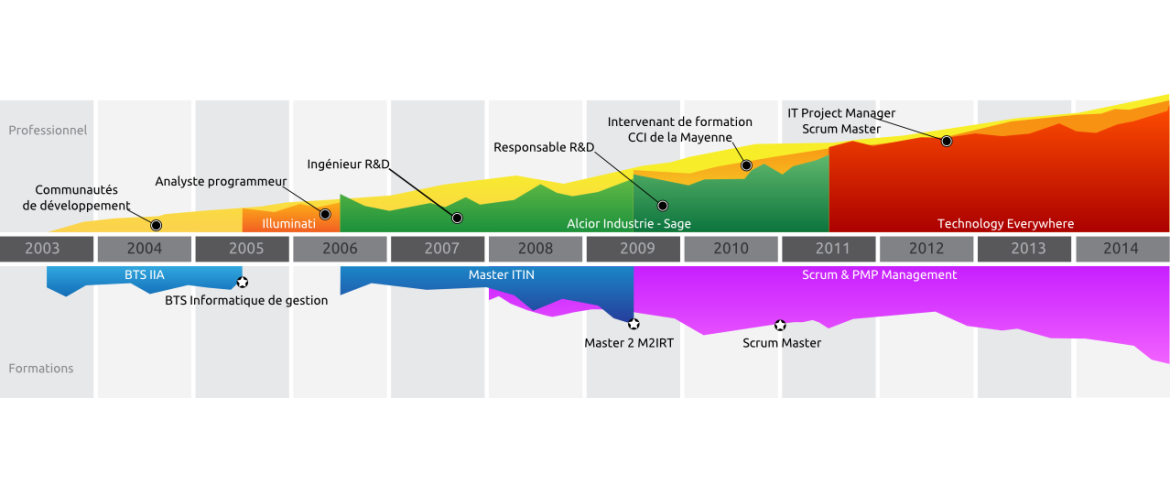 Professionnel
Communautés
de développement
Analyste programmeur
Ingénieur R&D
Responsable R&D
Intervenant de formation
CCI de la Mayenne
IT Project Manager
Scrum Master
Illuminati
Alcior Industrie - Sage
Technology Everywhere
2003 2004 2005 2006 2007 2008 2009 2010 2011 2012 2013 2014
BTS IIA
Master ITIN
Scrum & PMP Management
BTS Informatique de gestion
Master 2 M2IRT
Scrum Master
Formations